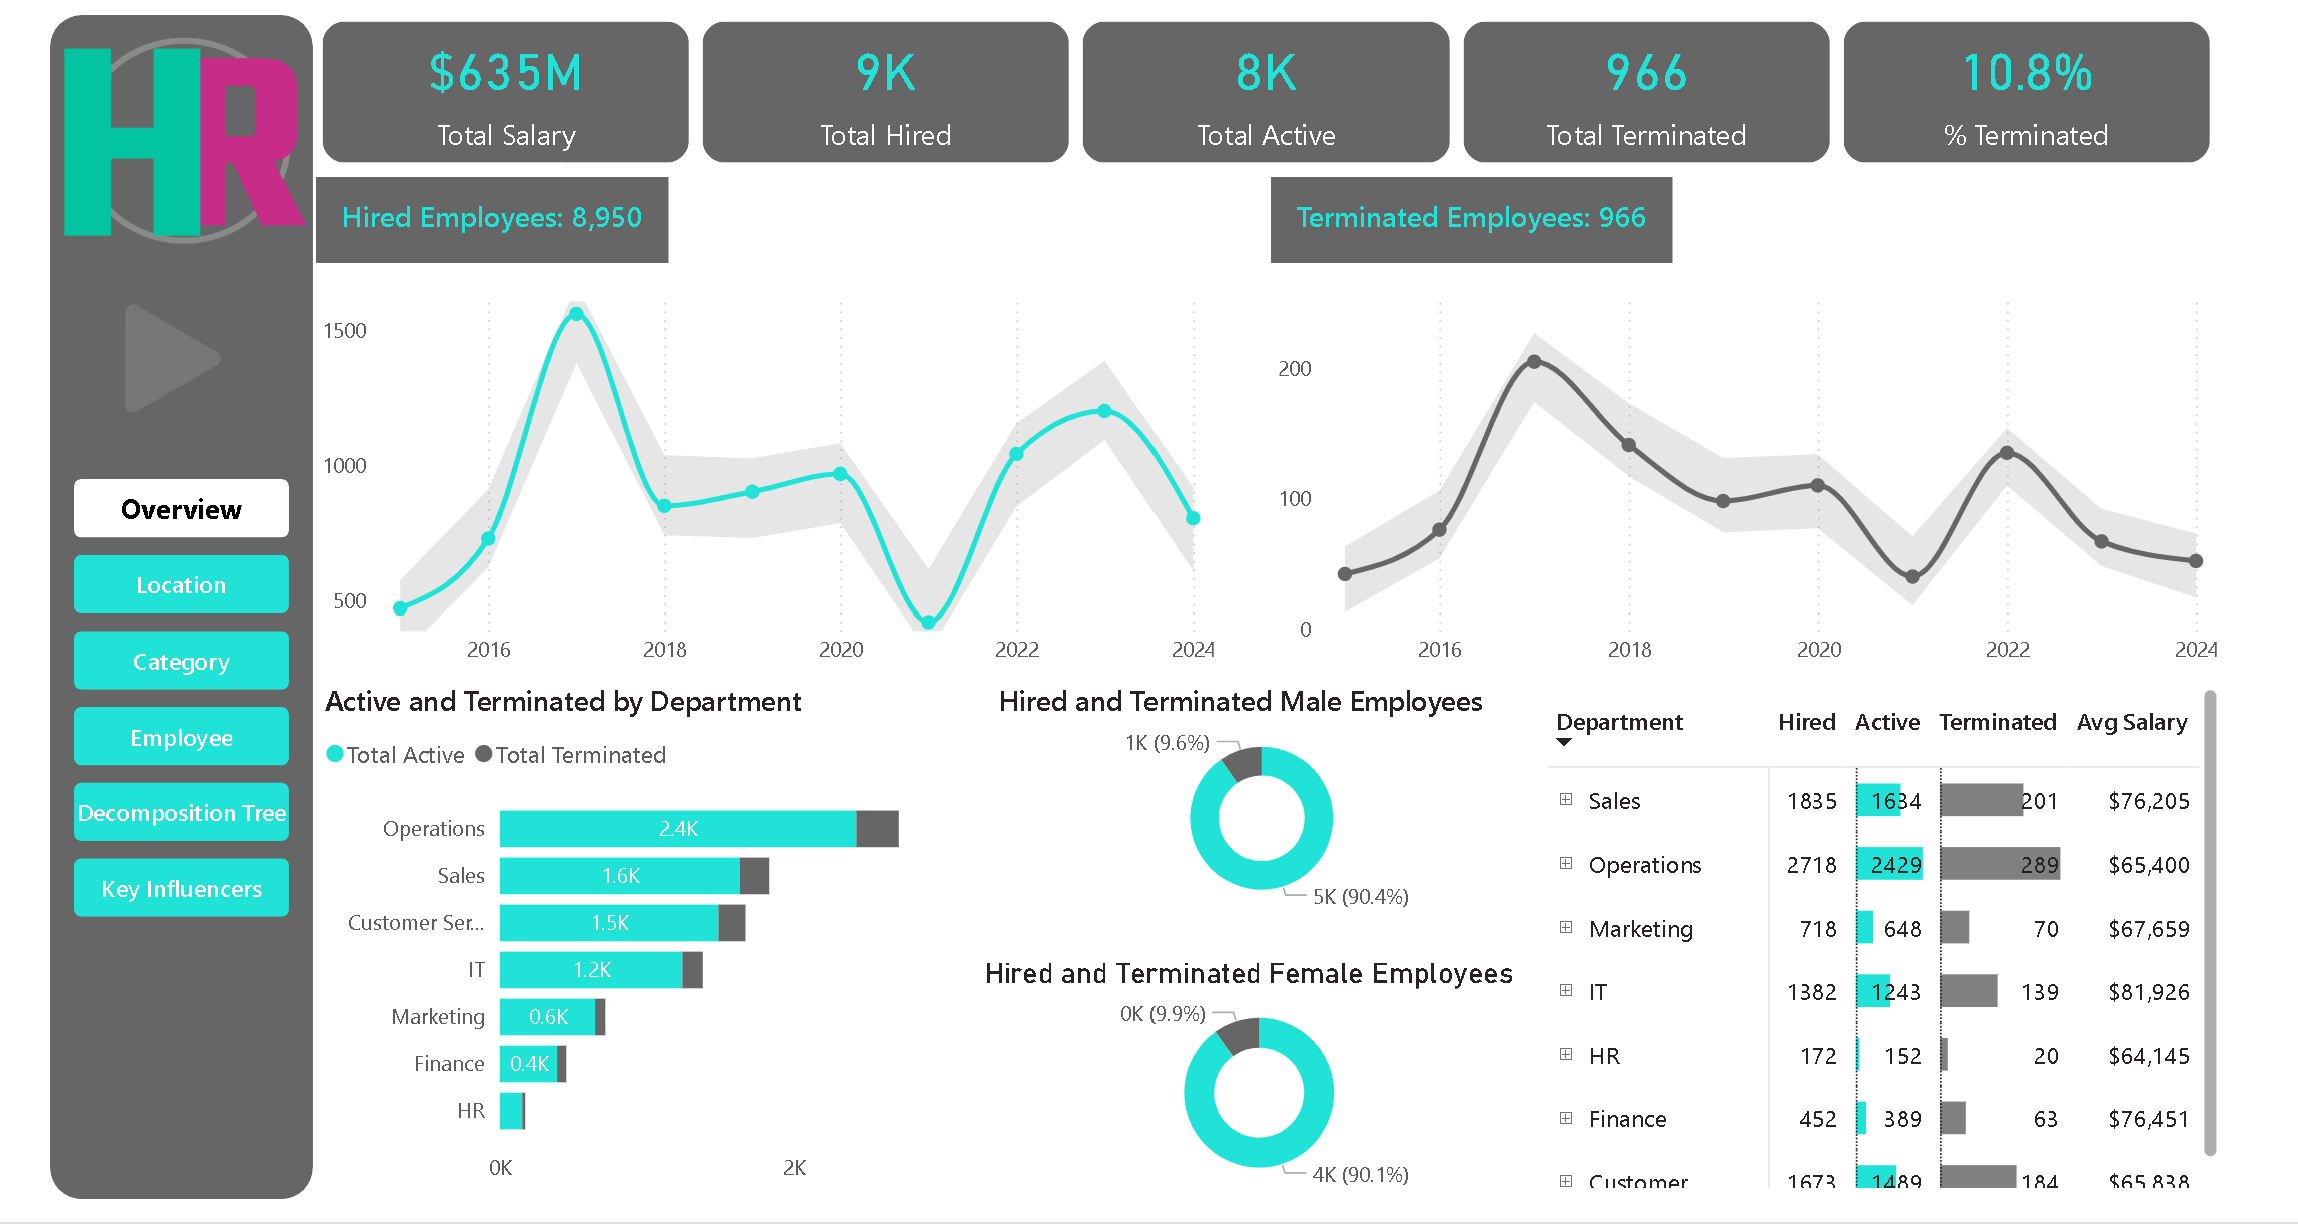 HR
$635M
Total Salary
9K
Total Hired
8K
Total Active
966
Total Terminated
10.8%
% Terminated
Overview
Location
Category
Employee
Decomposition Tree
Key Influencers
Hired Employees: 8,950
1500
1000
500
2016 2018 2020 2022 2024
Terminated Employees: 966
200
100
0
2016 2018 2020 2022 2024
Active and Terminated by Department
Total Active Total Terminated
Operations 2.4K
Sales 1.6K
Customer Ser... 1.5K
IT 1.2K
Marketing 0.6K
Finance 0.4K
HR
0K 2K
Hired and Terminated Male Employees
1K (9.6%)
5K (90.4%)
Hired and Terminated Female Employees
0K (9.9%)
4K (90.1%)
Department Hired Active Terminated Avg Salary
Sales 1835 1634 201 $76,205
Operations 2718 2429 289 $65,400
Marketing 718 648 70 $67,659
IT 1382 1243 139 $81,926
HR 172 152 20 $64,145
Finance 452 389 63 $76,451
Customer 1673 1489 184 $65,838